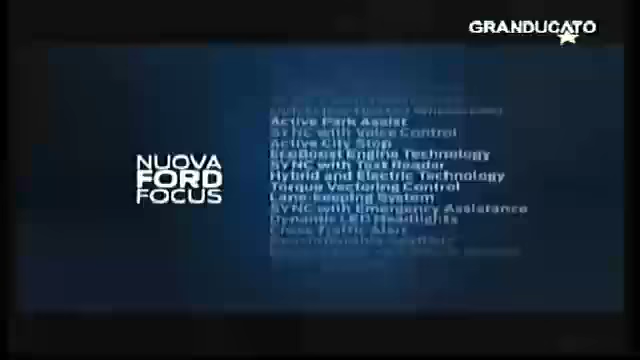 GRANDUCATO
NUOVA
FORD
FOCUS
Active Park Assist
SYNC with Voice Control
Active City Stop
EcoBoost Engine Technology
SYNC with Text Reader
Hybrid and Electric Technology
Torque Vectoring Control
Lane Keeping System
SYNC with Emergency Assistance
Dynamic LED Headlights
Cross Traffic Alert